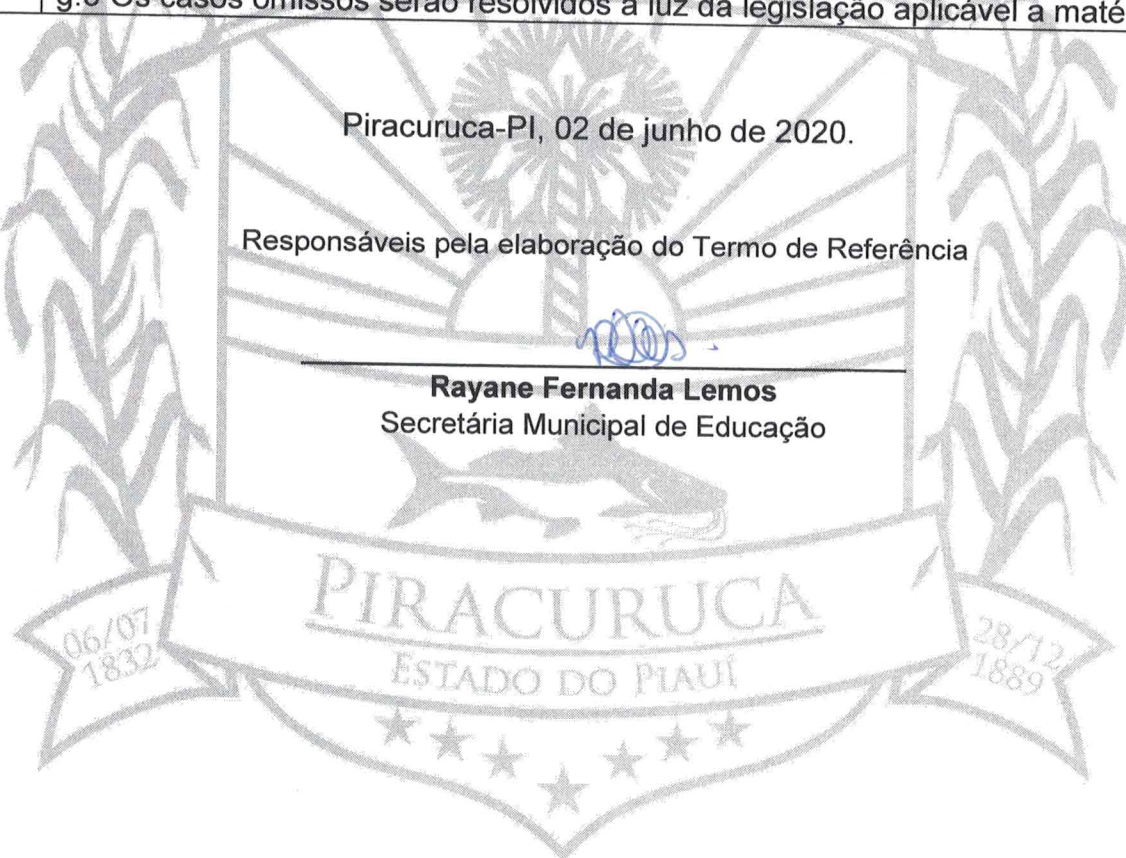 Os casos omissos serão resolvidos à luz da legislação aplicável a maté
Piracuruca-PI, 02 de junho de 2020.
Responsáveis pela elaboração do Termo de Referência
Rayane Fernanda Lemos
Secretária Municipal de Educação
PIRACURUCA
ESTADO DO PIAUÍ
06/07
1832
28/12
1889